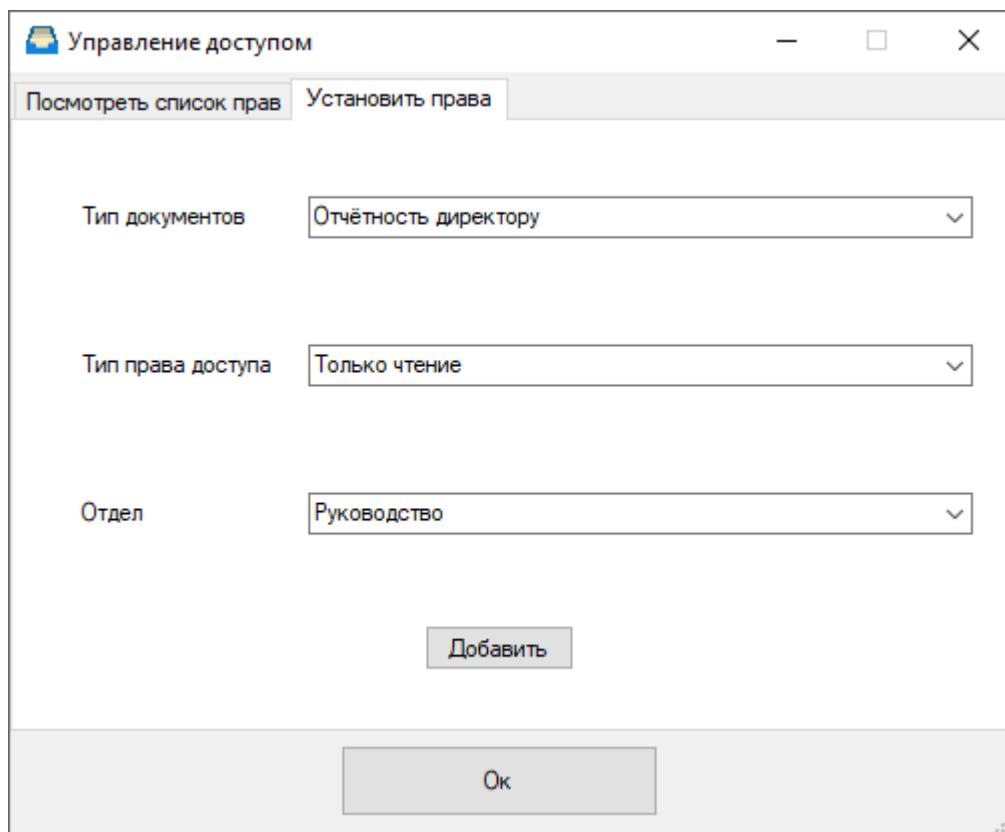 Управление доступом
Посмотреть список прав Установить права
Тип документов Отчётность директору
Тип права доступа Только чтение
Отдел Руководство
Добавить
Ок